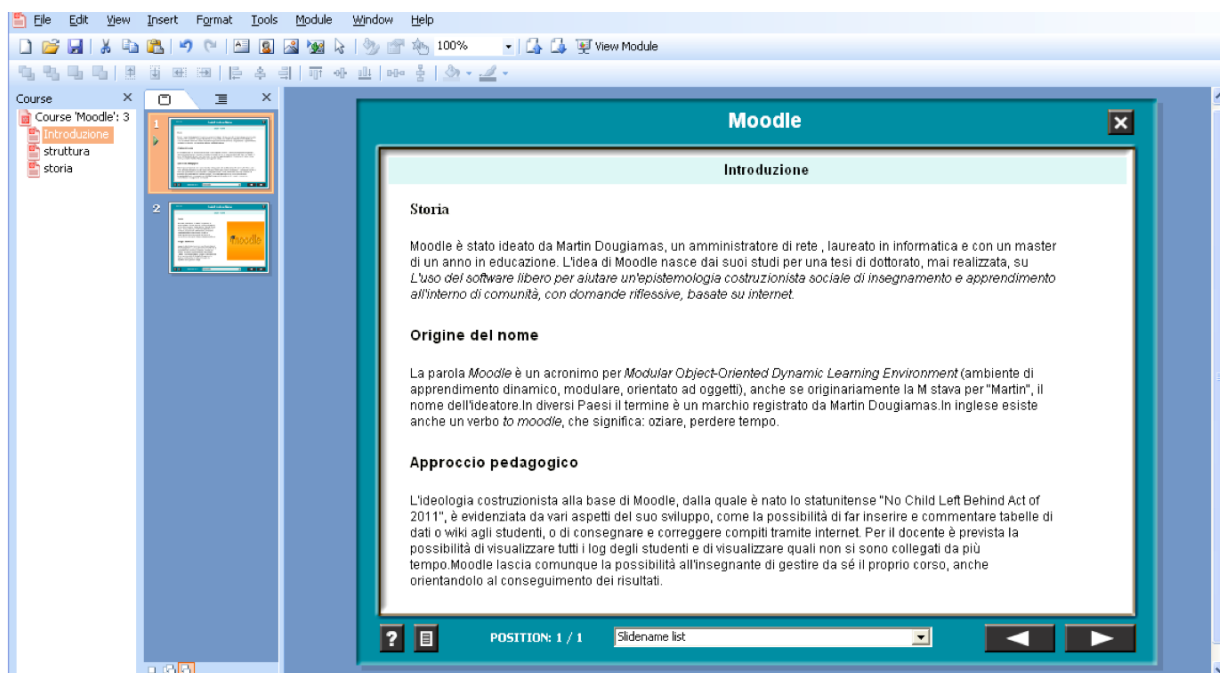 File Edit View Insert Format Tools Module Window Help
100% View Module
Course
Course 'Moodle': 3
Introduzione
struttura
storia
1
2
moodle
Moodle
Introduzione
Storia
Moodle è stato ideato da Martin Dougiamas, un amministratore di rete , laureato in informatica e con un master
di un anno in educazione. L'idea di Moodle nasce dai suoi studi per una tesi di dottorato, mai realizzata, su
L'uso del software libero per aiutare un'epistemologia costruzionista sociale di insegnamento e apprendimento
all'interno di comunità, con domande riflessive, basate su internet.
Origine del nome
La parola Moodle è un acronimo per Modular Object-Oriented Dynamic Learning Environment (ambiente di
apprendimento dinamico, modulare, orientato ad oggetti), anche se originariamente la M stava per "Martin", il
nome dell'ideatore.In diversi Paesi il termine è un marchio registrato da Martin Dougiamas.In inglese esiste
anche un verbo to moodle, che significa: oziare, perdere tempo.
Approccio pedagogico
L'ideologia costruzionista alla base di Moodle, dalla quale è nato lo statunitense "No Child Left Behind Act of
2011", è evidenziata da vari aspetti del suo sviluppo, come la possibilità di far inserire e commentare tabelle di
dati o wiki agli studenti, o di consegnare e correggere compiti tramite internet. Per il docente è prevista la
possibilità di visualizzare tutti i log degli studenti e di visualizzare quali non si sono collegati da più
tempo.Moodle lascia comunque la possibilità all'insegnante di gestire da sé il proprio corso, anche
orientandolo al conseguimento dei risultati.
? POSITION: 1 / 1 Slidename list